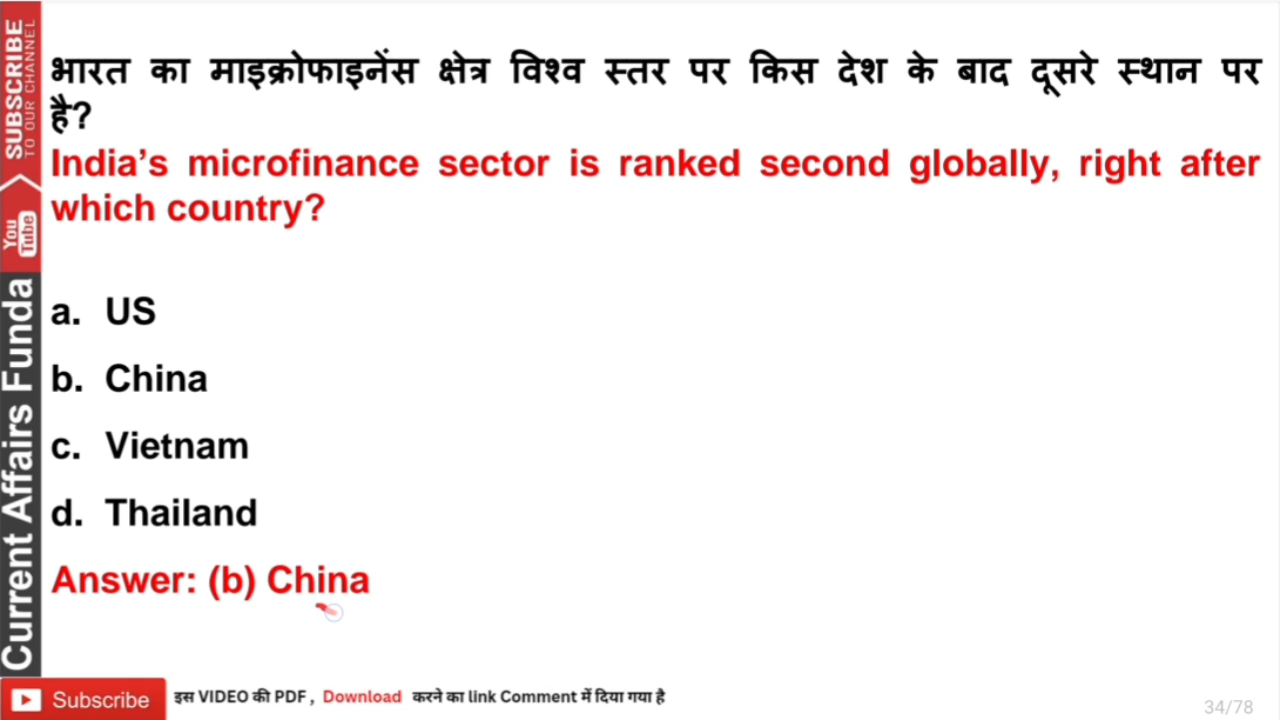 भारत का माइक्रोफाइनेंस क्षेत्र विश्व स्तर पर किस देश के बाद दूसरे स्थान पर
है?
India’s microfinance sector is ranked second globally, right after
which country?
a. US
b. China
c. Vietnam
d. Thailand
Answer: (b) China
SUBSCRIBE
TO OUR CHANNEL
You
Tube
Current Affairs Funda
Subscribe
इस VIDEO की PDF , Download करने का link Comment में दिया गया है
34/78